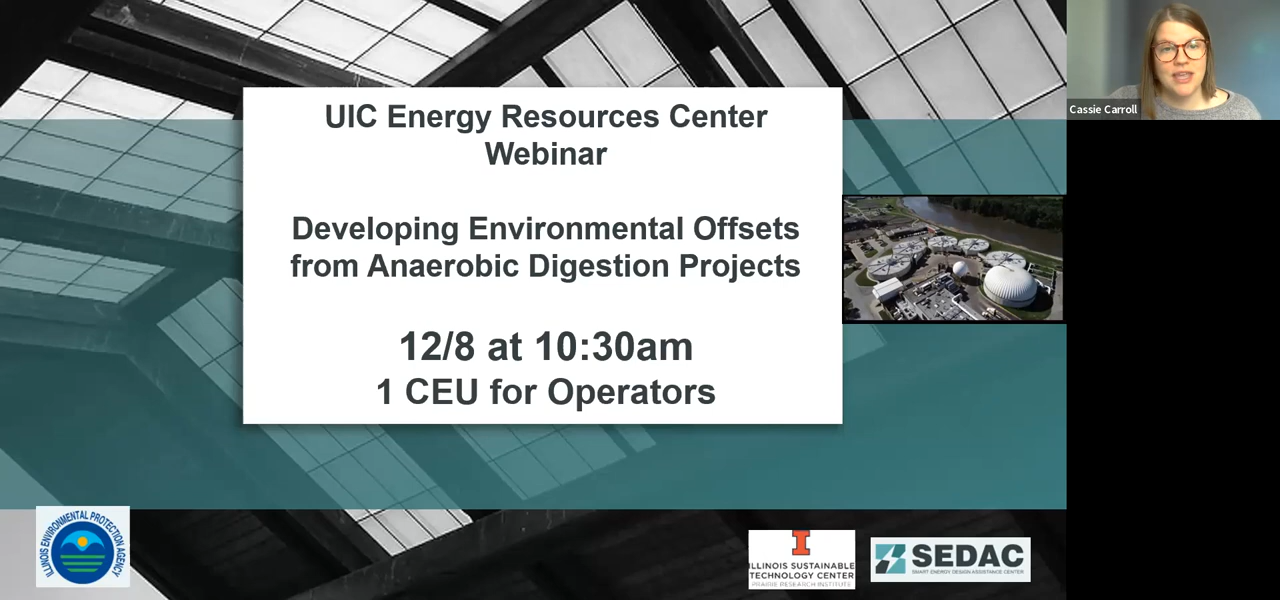 UIC Energy Resources Center
Webinar
Developing Environmental Offsets
from Anaerobic Digestion Projects
12/8 at 10:30am
1 CEU for Operators
Cassie Carroll
ILLINOIS ENVIRONMENTAL PROTECTION AGENCY
ILLINOIS SUSTAINABLE
TECHNOLOGY CENTER
PRAIRIE RESEARCH INSTITUTE
SEDAC
SMART ENERGY DESIGN ASSISTANCE CENTER